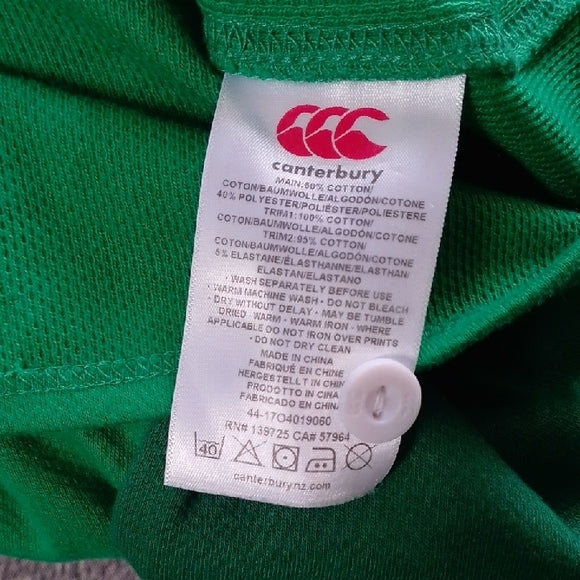 canterbury
MAIN:60% COTTON/
COTON/BAUMWOLLE/ALGODÓN/COTONE
40% POLYESTER/POLIÉSTER/POLIESTERE
TRIM1:100% COTTON/
COTON/BAUMWOLLE/ALGODÓN/COTONE
TRIM2:95% COTTON/
COTON/BAUMWOLLE/ALGODÓN/COTONE
5% ELASTANE/ÉLASTHANNE/ELASTHAN/
ELASTAN/ELASTANO
· WASH SEPARATELY BEFORE USE
· WARM MACHINE WASH · DO NOT BLEACH
· DRY WITHOUT DELAY · MAY BE TUMBLE
DRIED · WARM · WARM IRON · WHERE
APPLICABLE DO NOT IRON OVER PRINTS
· DO NOT DRY CLEAN
MADE IN CHINA
FABRIQUÉ EN CHINE
HERGESTELLT IN CHI
PRODOTTO IN CINA
FABRICADO EN CHINA
44-17O4019060
RN# 139725 CA# 57964
40
canterburynz.com